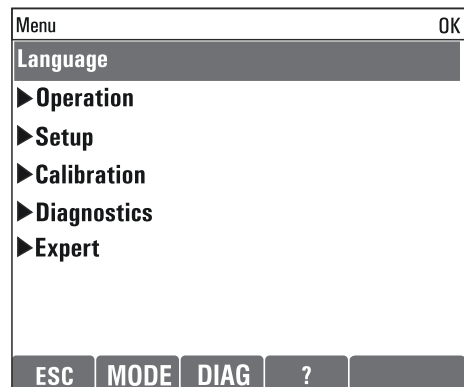 Menu OK
Language
▶Operation
▶Setup
▶Calibration
▶Diagnostics
▶Expert
ESC MODE DIAG ?